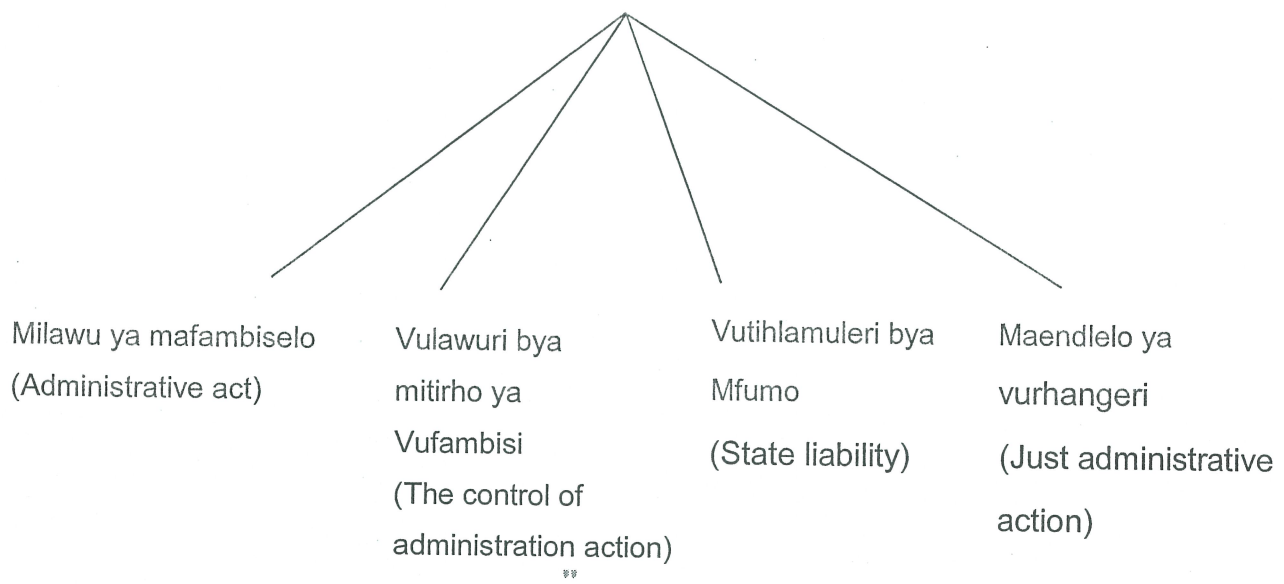 Milawu ya mafambiselo
(Administrative act)
Vulawuri bya
mitirho ya
Vufambisi
(The control of
administration action)
Vutihlamuleri bya
Mfumo
(State liability)
Maendlelo ya
vurhangeri
(Just administrative
action)